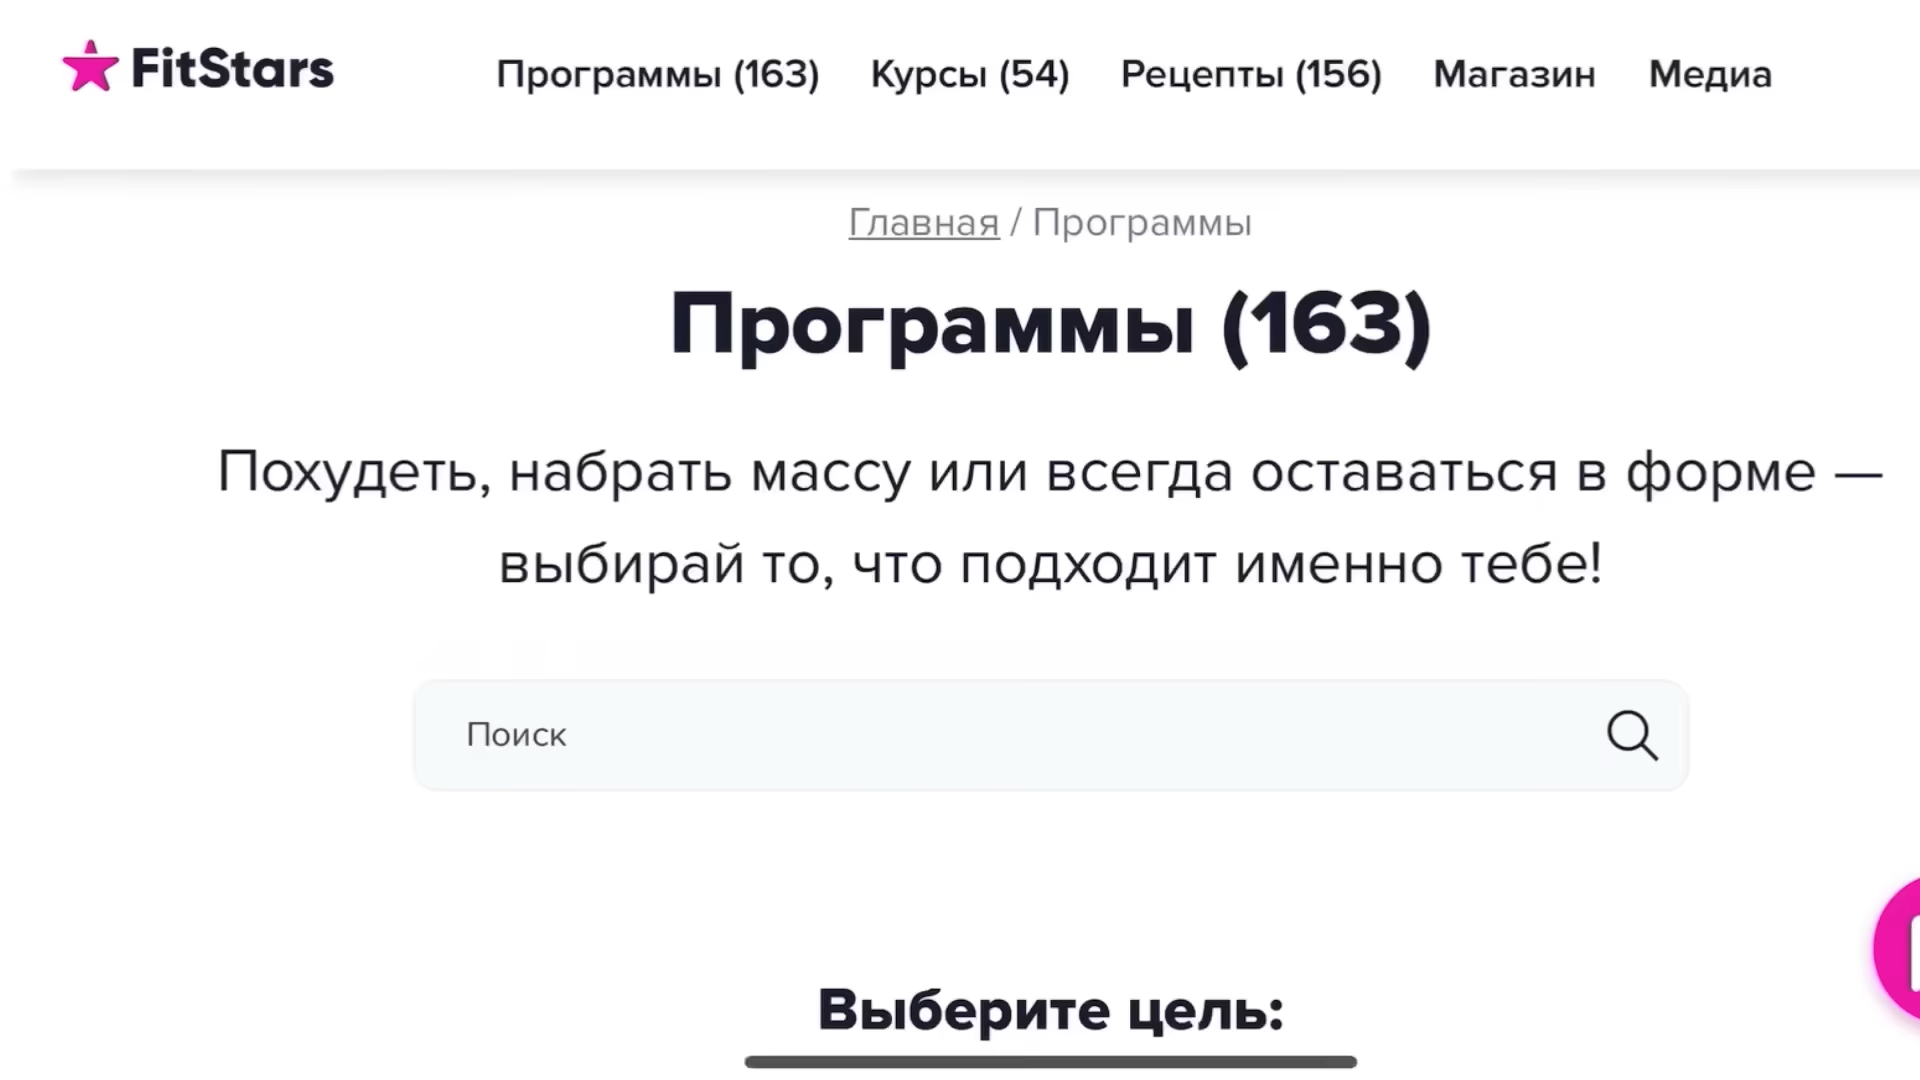 FitStars
Программы (163) Курсы (54) Рецепты (156) Магазин Медиа
Главная / Программы
Программы (163)
Похудеть, набрать массу или всегда оставаться в форме —
выбирай то, что подходит именно тебе!
Поиск
Выберите цель: